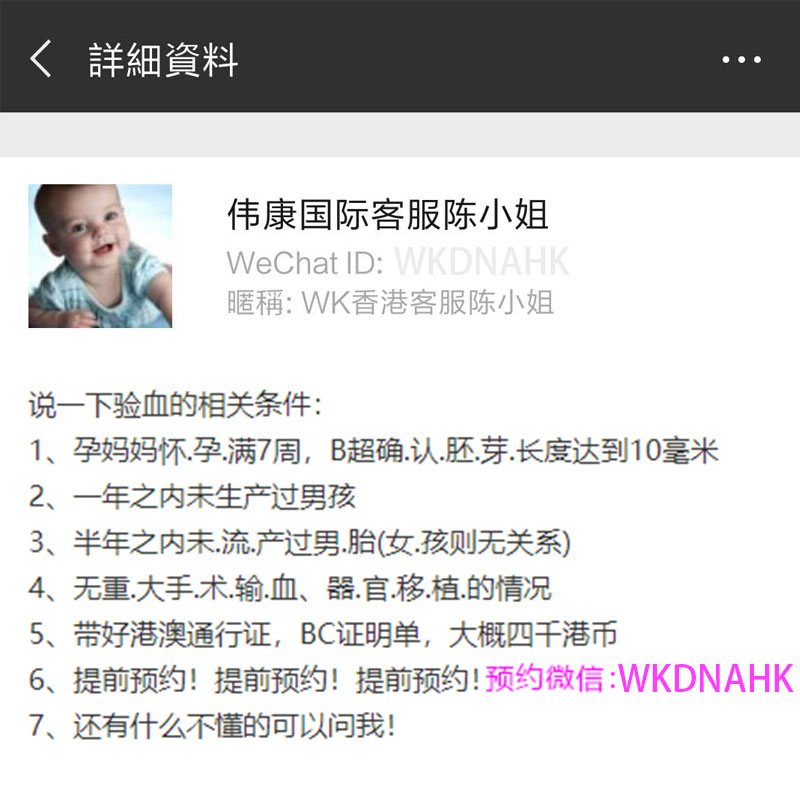 詳細資料
伟康国际客服陈小姐
WeChat ID: WKDNAHK
暱稱: WK香港客服陈小姐
说一下验血的相关条件：
1、孕妈妈怀.孕.满7周，B超确.认.胚.芽.长度达到10毫米
2、一年之内未生产过男孩
3、半年之内未.流.产过男.胎(女.孩则无关系)
4、无重.大手.术.输.血、器.官.移.植.的情况
5、带好港澳通行证，BC证明单，大概四千港币
6、提前预约！提前预约！提前预约！预约微信:WKDNAHK
7、还有什么不懂的可以问我！